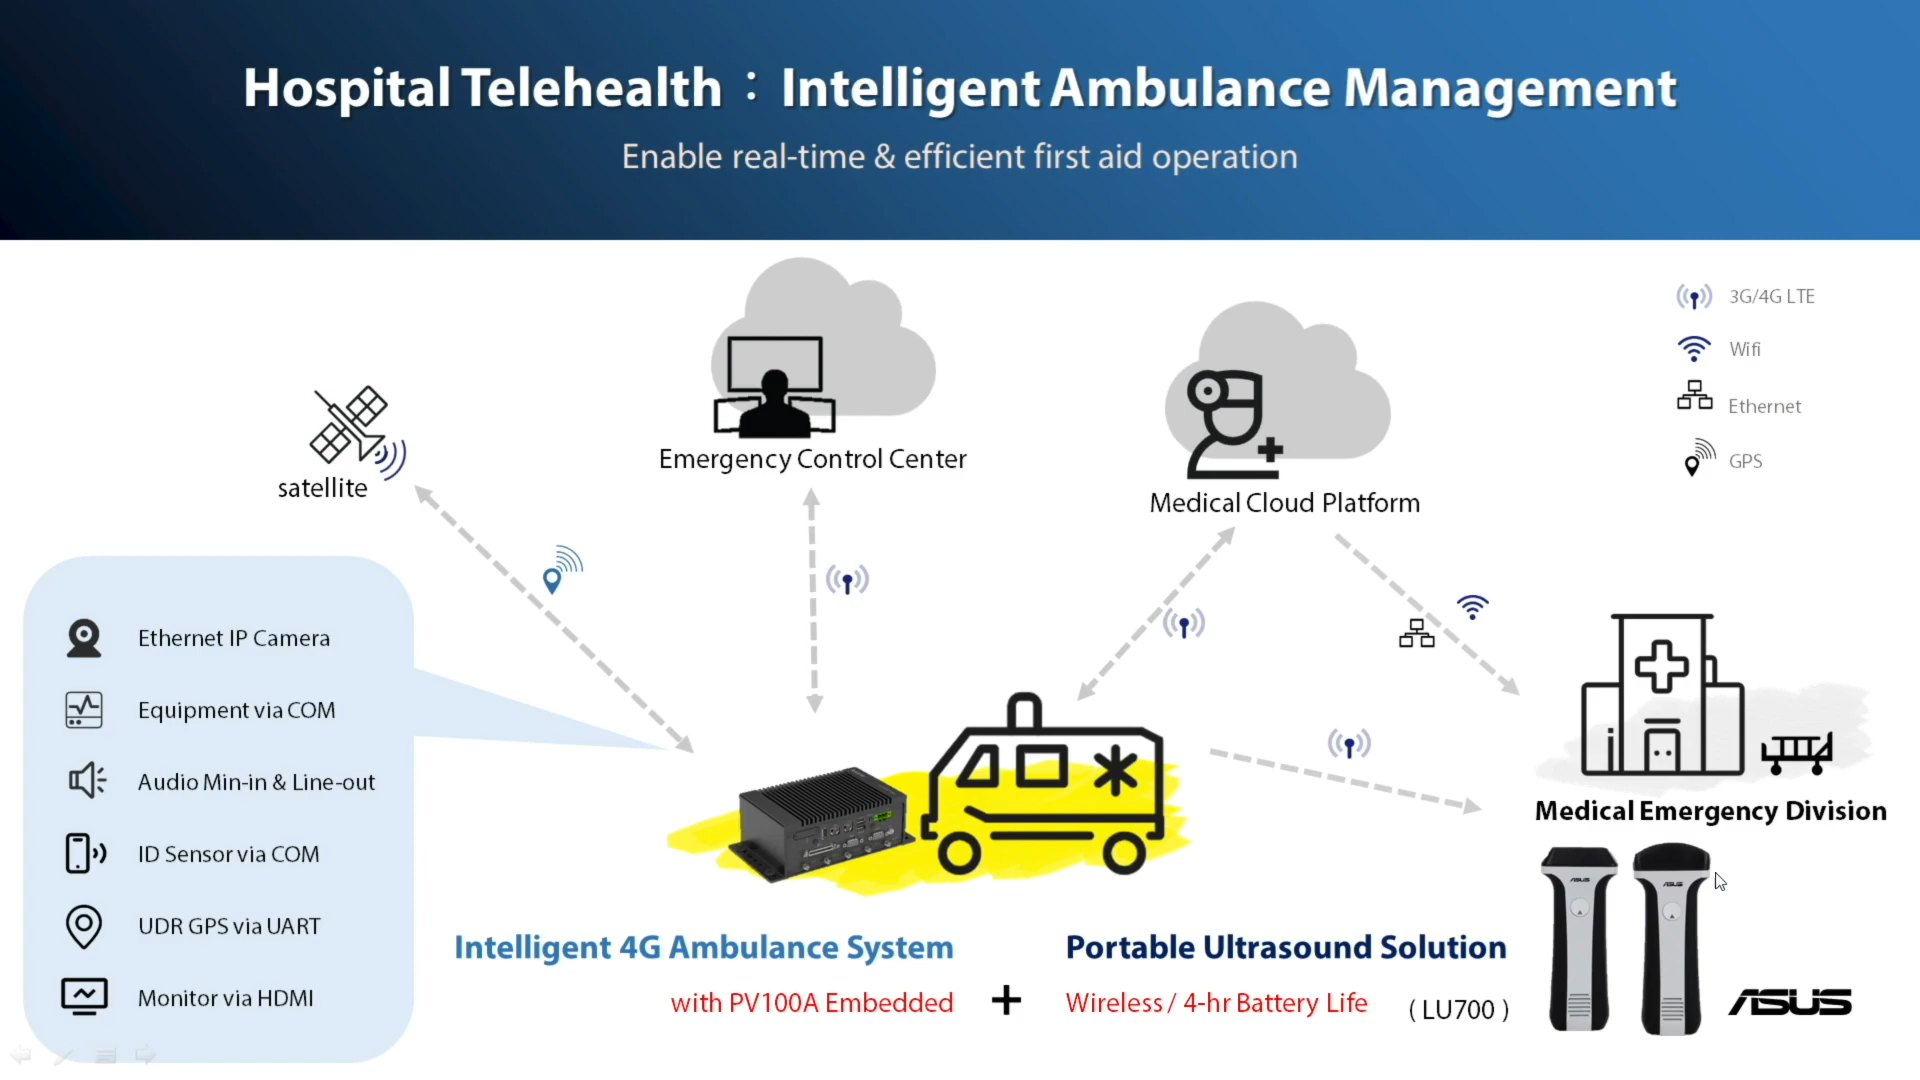 Hospital Telehealth： Intelligent Ambulance Management
Enable real-time & efficient first aid operation
3G/4G LTE
Wifi
Ethernet
GPS
Emergency Control Center
satellite
Medical Cloud Platform
Ethernet IP Camera
Equipment via COM
Audio Min-in & Line-out
ID Sensor via COM
UDR GPS via UART
Monitor via HDMI
Medical Emergency Division
ASUS
ASUS
Intelligent 4G Ambulance System
with PV100A Embedded
+
Portable Ultrasound Solution
Wireless / 4-hr Battery Life
( LU700 )
ASUS